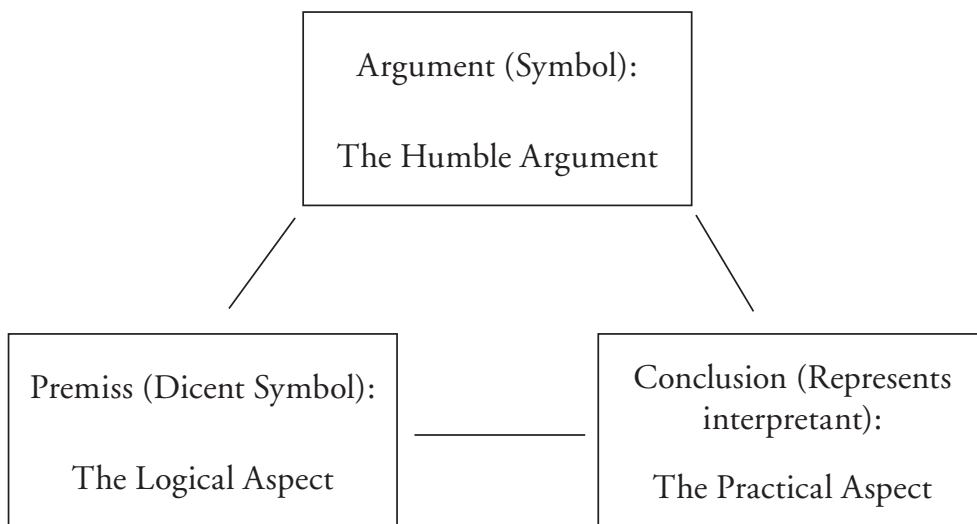 Argument (Symbol):
The Humble Argument
Premiss (Dicent Symbol):
The Logical Aspect
Conclusion (Represents
interpretant):
The Practical Aspect